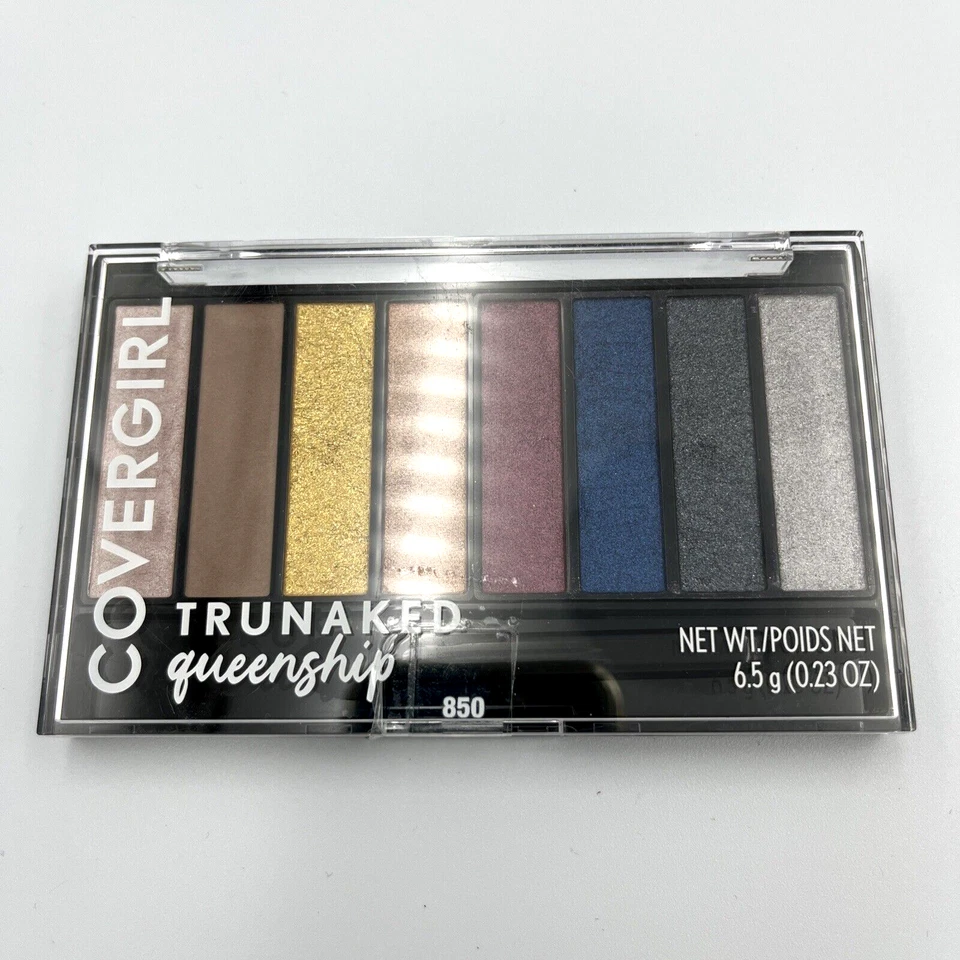 COVERGIRL
TRUNAKED
queenship
850
NET WT./POIDS NET
6.5 g (0.23 OZ)